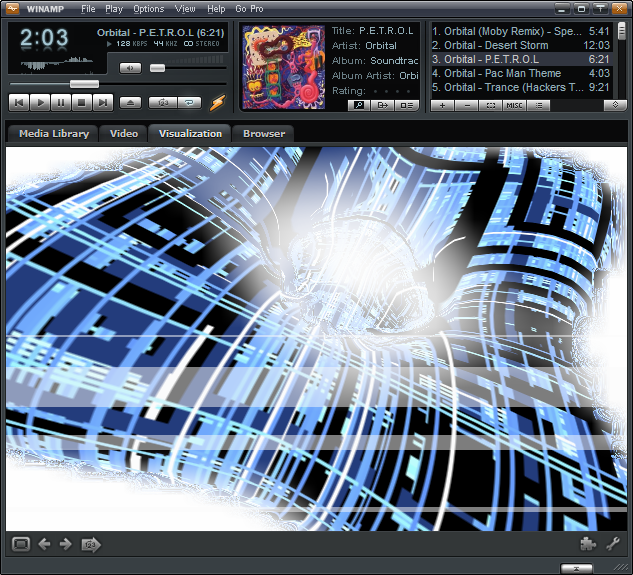 WINAMP File Play Options View Help Go Pro
2:03
Orbital - P.E.T.R.O.L (6:21)
128 KBPS 44 KHZ STEREO
Title: P.E.T.R.O.L
Artist: Orbital
Album: Soundtrac
Album Artist: Orbi
Rating:
1. Orbital (Moby Remix) - Spe... 5:41
2. Orbital - Desert Storm 12:03
3. Orbital - P.E.T.R.O.L 6:21
4. Orbital - Pac Man Theme 4:03
5. Orbital - Trance (Hackers T... 9:21
+ - MISC
Media Library Video Visualization Browser